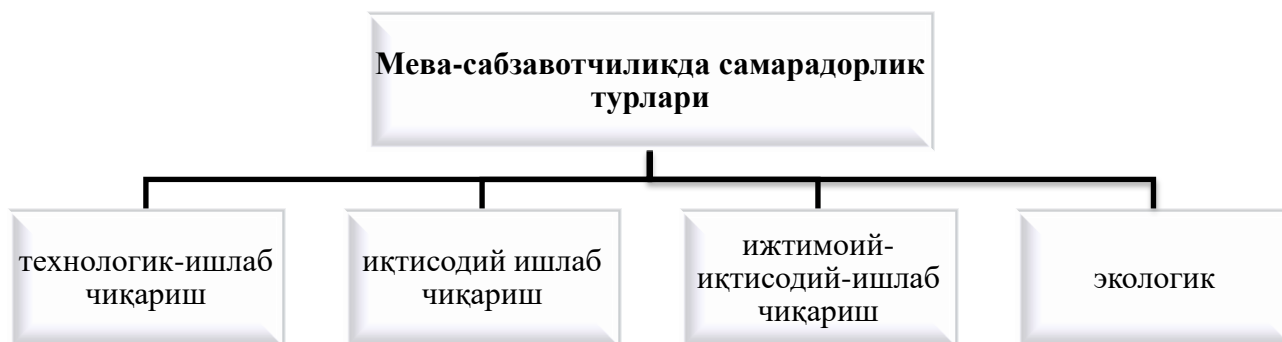 Мева-сабзавотчиликда самарадорлик
турлари
технологик-ишлаб
чиқариш
иқтисодий ишлаб
чиқариш
ижтимоий-
иқтисодий-ишлаб
чиқариш
экологик